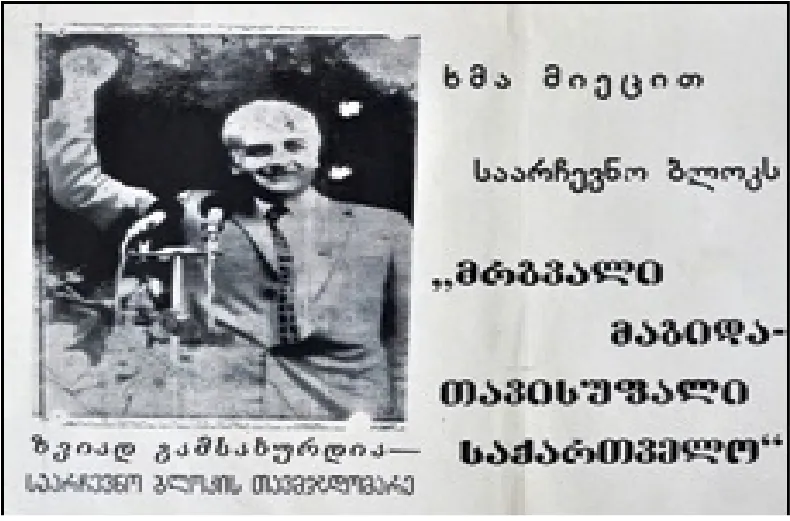 ხმა მიეცით
საარჩევნო ბლოკს
„მრგვალი
მაგიდა-
თავისუფალი
საქართველო“
ზვიად გამსახურდია—
საარჩევნო ბლოკის თავმჯდომარე